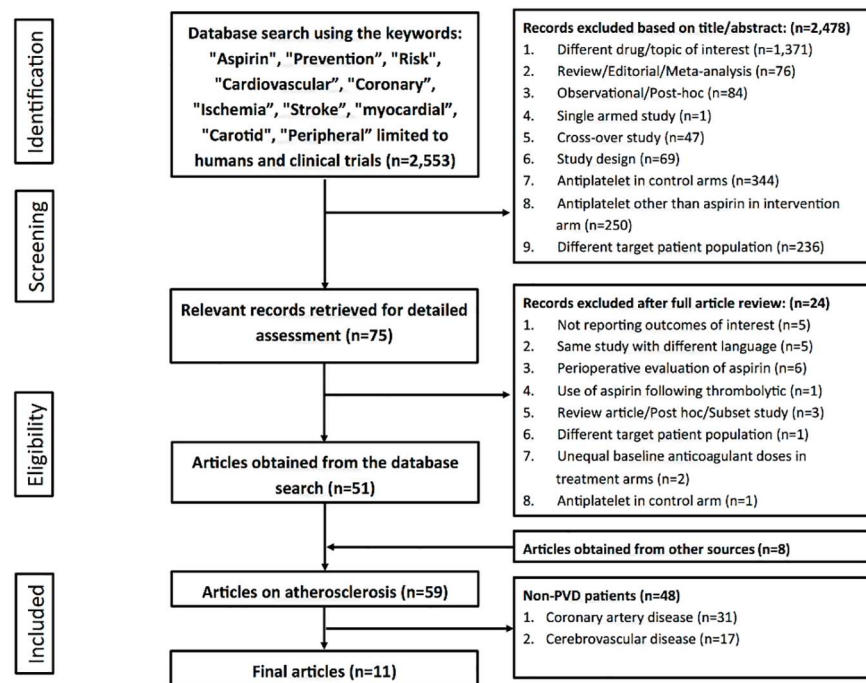 Identification
Database search using the keywords:
"Aspirin", "Prevention”, "Risk",
"Cardiovascular”, "Coronary”,
"Ischemia”, "Stroke”, "myocardial”,
"Carotid", "Peripheral” limited to
humans and clinical trials (n=2,553)
Records excluded based on title/abstract: (n=2,478)
1. Different drug/topic of interest (n=1,371)
2. Review/Editorial/Meta-analysis (n=76)
3. Observational/Post-hoc (n=84)
4. Single armed study (n=1)
5. Cross-over study (n=47)
6. Study design (n=69)
7. Antiplatelet in control arms (n=344)
8. Antiplatelet other than aspirin in intervention
arm (n=250)
9. Different target patient population (n=236)
Screening
Relevant records retrieved for detailed
assessment (n=75)
Records excluded after full article review: (n=24)
1. Not reporting outcomes of interest (n=5)
2. Same study with different language (n=5)
3. Perioperative evaluation of aspirin (n=6)
4. Use of aspirin following thrombolytic (n=1)
5. Review article/Post hoc/Subset study (n=3)
6. Different target patient population (n=1)
7. Unequal baseline anticoagulant doses in
treatment arms (n=2)
8. Antiplatelet in control arm (n=1)
Eligibility
Articles obtained from the database
search (n=51)
Articles obtained from other sources (n=8)
Included
Articles on atherosclerosis (n=59)
Non-PVD patients (n=48)
1. Coronary artery disease (n=31)
2. Cerebrovascular disease (n=17)
Final articles (n=11)